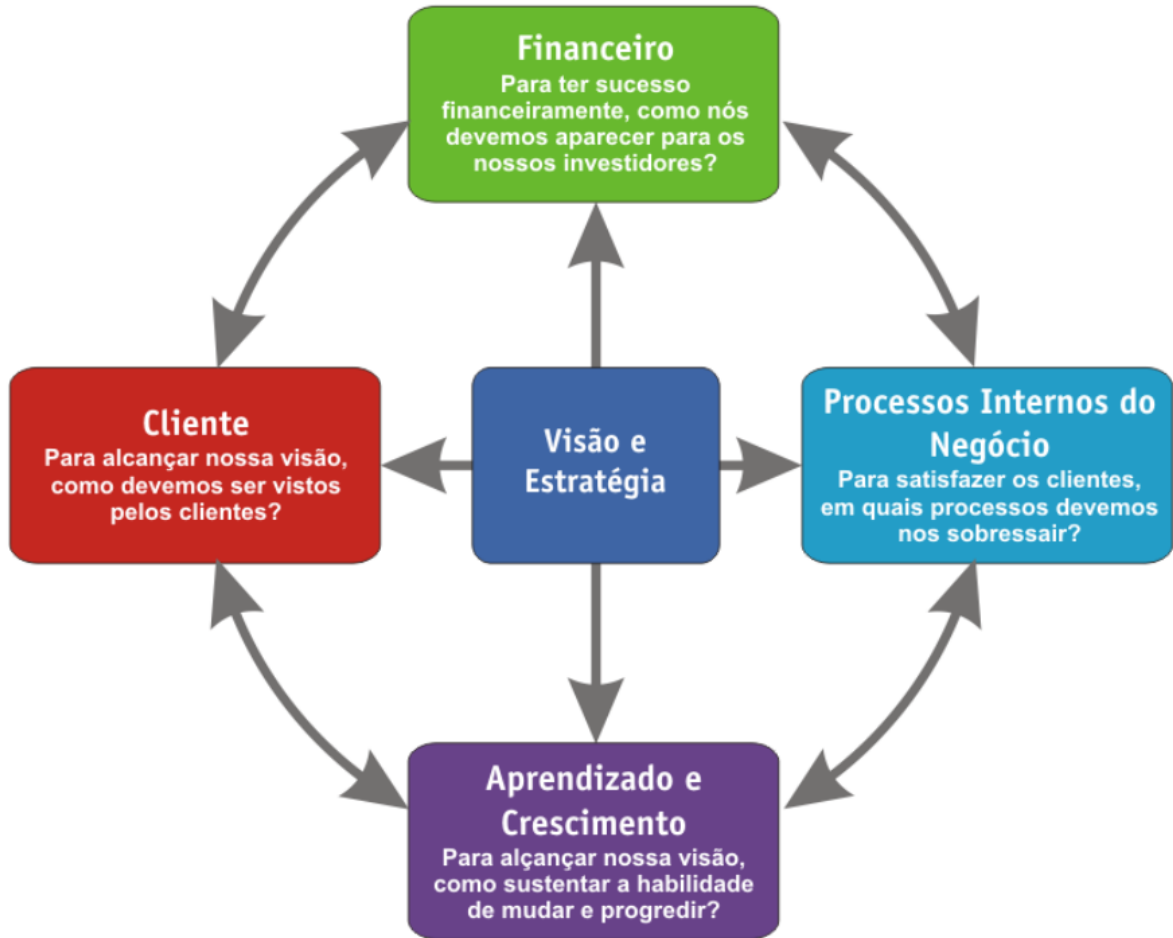 Financeiro
Para ter sucesso
financeiramente, como nós
devemos aparecer para os
nossos investidores?
Cliente
Para alcançar nossa visão,
como devemos ser vistos
pelos clientes?
Visão e
Estratégia
Processos Internos do
Negócio
Para satisfazer os clientes,
em quais processos devemos
nos sobressair?
Aprendizado e
Crescimento
Para alçançar nossa visão,
como sustentar a habilidade
de mudar e progredir?